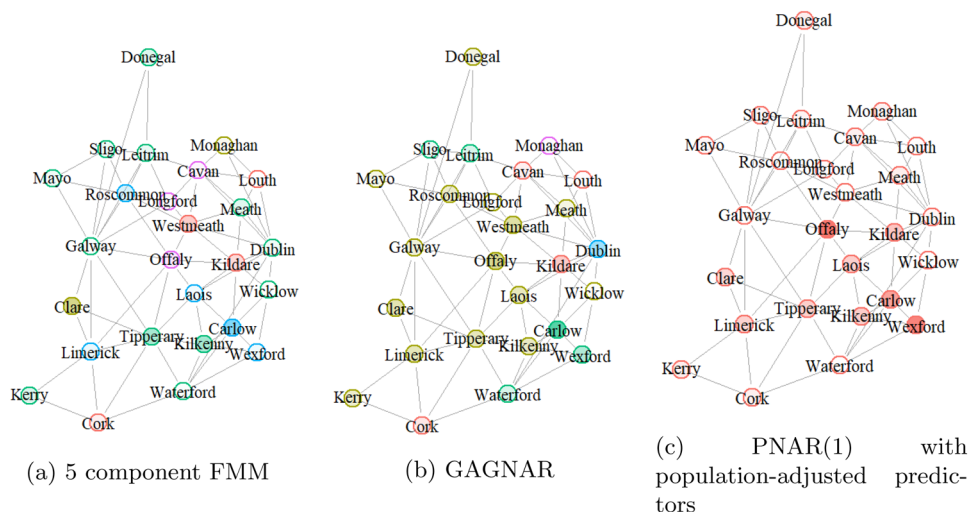 Donegal
Sligo
Leitrim
Monaghan
Cavan
Louth
Mayo
Roscommon
Longford
Meath
Westmeath
Galway
Dublin
Offaly
Kildare
Laois
Wicklow
Clare
Tipperary
Carlow
Kilkenny
Limerick
Wexford
Kerry
Waterford
Cork
(a) 5 component FMM
Donegal
Sligo
Leitrim
Monaghan
Cavan
Louth
Mayo
Roscommon
Longford
Meath
Westmeath
Galway
Dublin
Offaly
Kildare
Laois
Wicklow
Clare
Tipperary
Carlow
Kilkenny
Limerick
Wexford
Kerry
Waterford
Cork
(b) GAGNAR
Donegal
Sligo
Leitrim
Monaghan
Mayo
Cavan
Louth
Roscommon
Longford
Meath
Westmeath
Galway
Dublin
Offaly
Kildare
Laois
Wicklow
Clare
Carlow
Tipperary
Kilkenny
Limerick
Wexford
Kerry
Waterford
Cork
(c) PNAR(1) with
population-adjusted predic-
tors